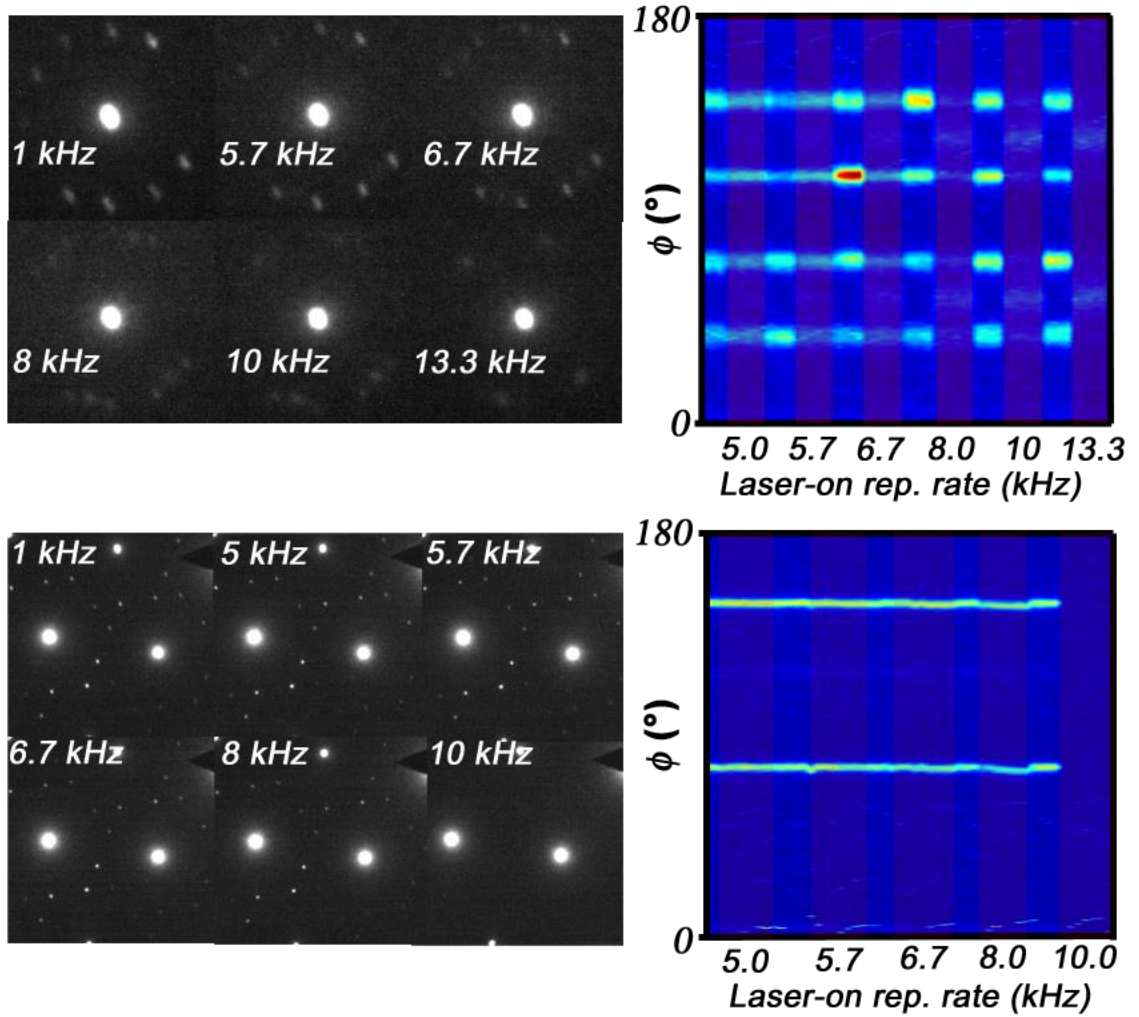 1 kHz 5.7 kHz 6.7 kHz
8 kHz 10 kHz 13.3 kHz
180
ϕ (°)
0
5.0 5.7 6.7 8.0 10 13.3
Laser-on rep. rate (kHz)
1 kHz 5 kHz 5.7 kHz
6.7 kHz 8 kHz 10 kHz
180
ϕ (°)
0
5.0 5.7 6.7 8.0 10.0
Laser-on rep. rate (kHz)